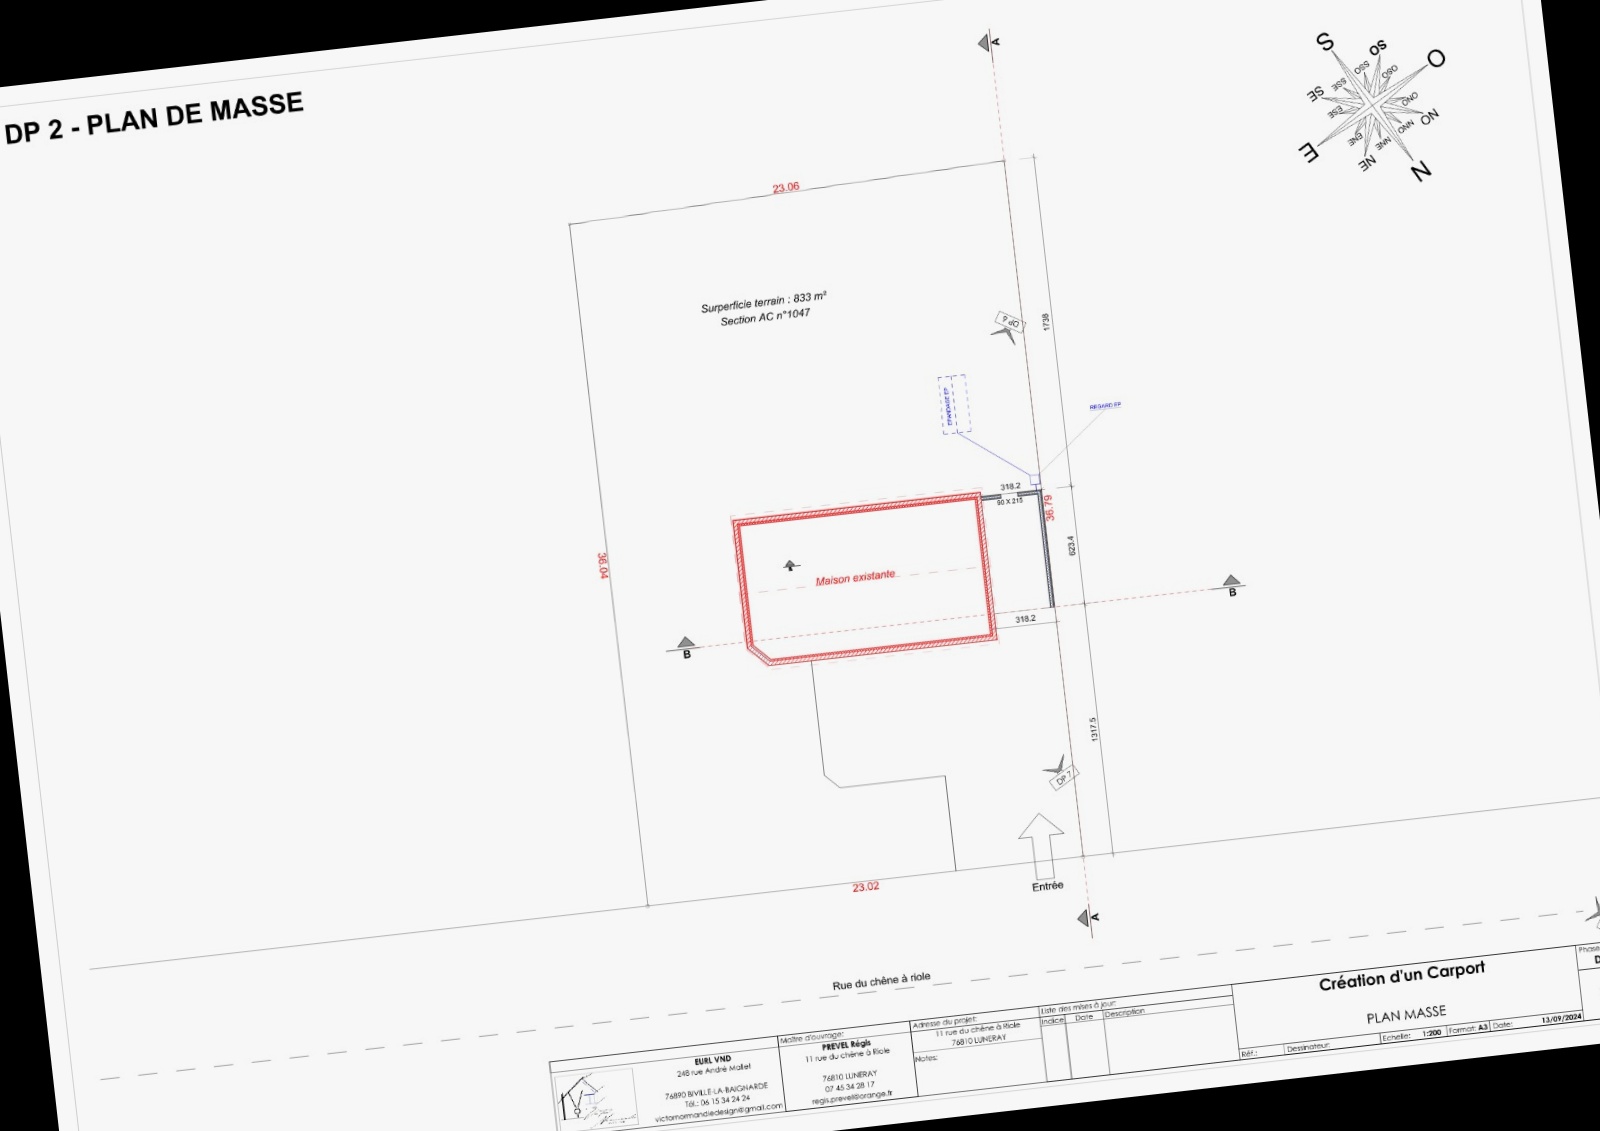 DP 2 - PLAN DE MASSE
A
S
SO
O
SSO
OSO
SSE
SE
ESE
ONO
NO
NNO
E
ENE
NNE
NE
N
23.06
Surperficie terrain : 833 m²
Section AC n°1047
DP 6
1738
EPANDAGE EP
REGARD EP
318.2
90 X 215
36.79
623.4
36.04
Maison existante
B
B
318.2
1317.5
DP 7
23.02
Entrée
A
Rue du chêne à riole
EURL VND
248 rue André Mallet
76890 BIVILLE-LA-BAIGNARDE
Tél.: 06 15 34 24 24
victornormandiedesign@gmail.com
Maître d'ouvrage:
PREVEL Régis
11 rue du chêne à Riole
76810 LUNERAY
07 45 34 28 17
regis.prevel@orange.fr
Adresse du projet:
11 rue du chêne à Riole
76810 LUNERAY
Notes:
Liste des mises à jour:
Indice Date Description
Création d'un Carport
PLAN MASSE
Réf.: Dessinateur: Echelle: 1:200 Format: A3 Date: 13/09/2024
Phase
D